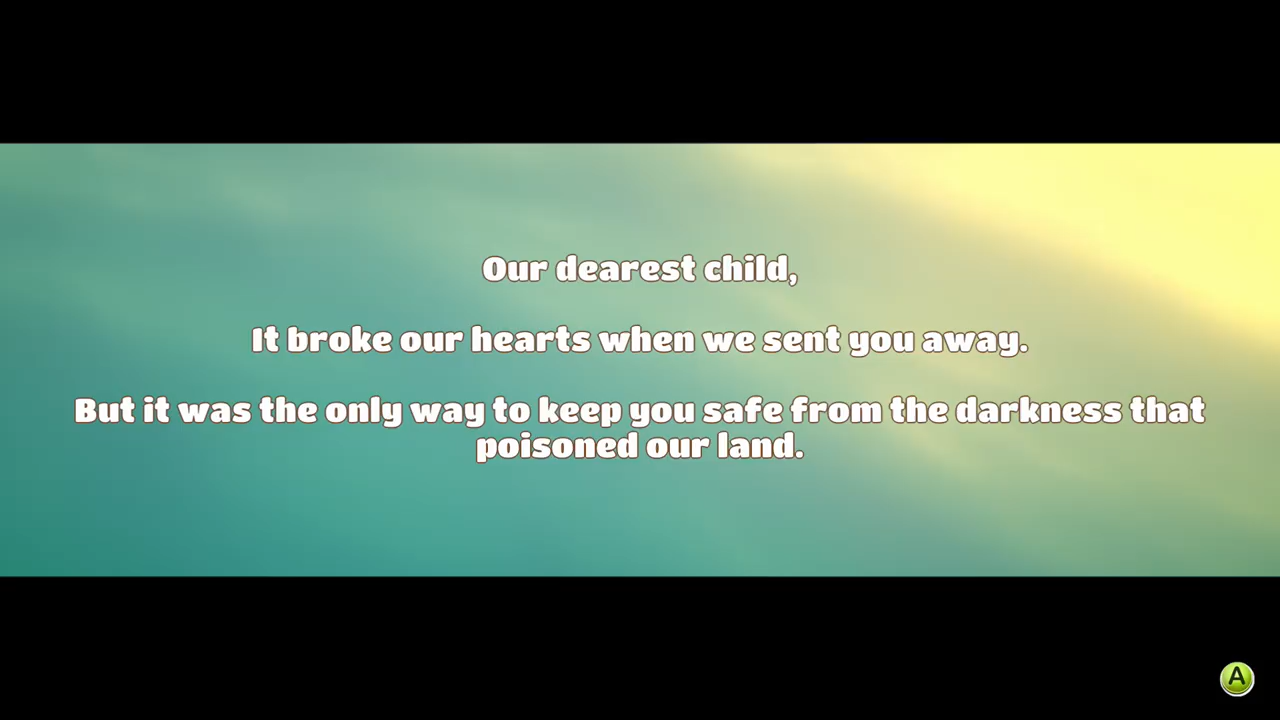 Our dearest child,
It broke our hearts when we sent you away.
But it was the only way to keep you safe from the darkness that
poisoned our land.
A